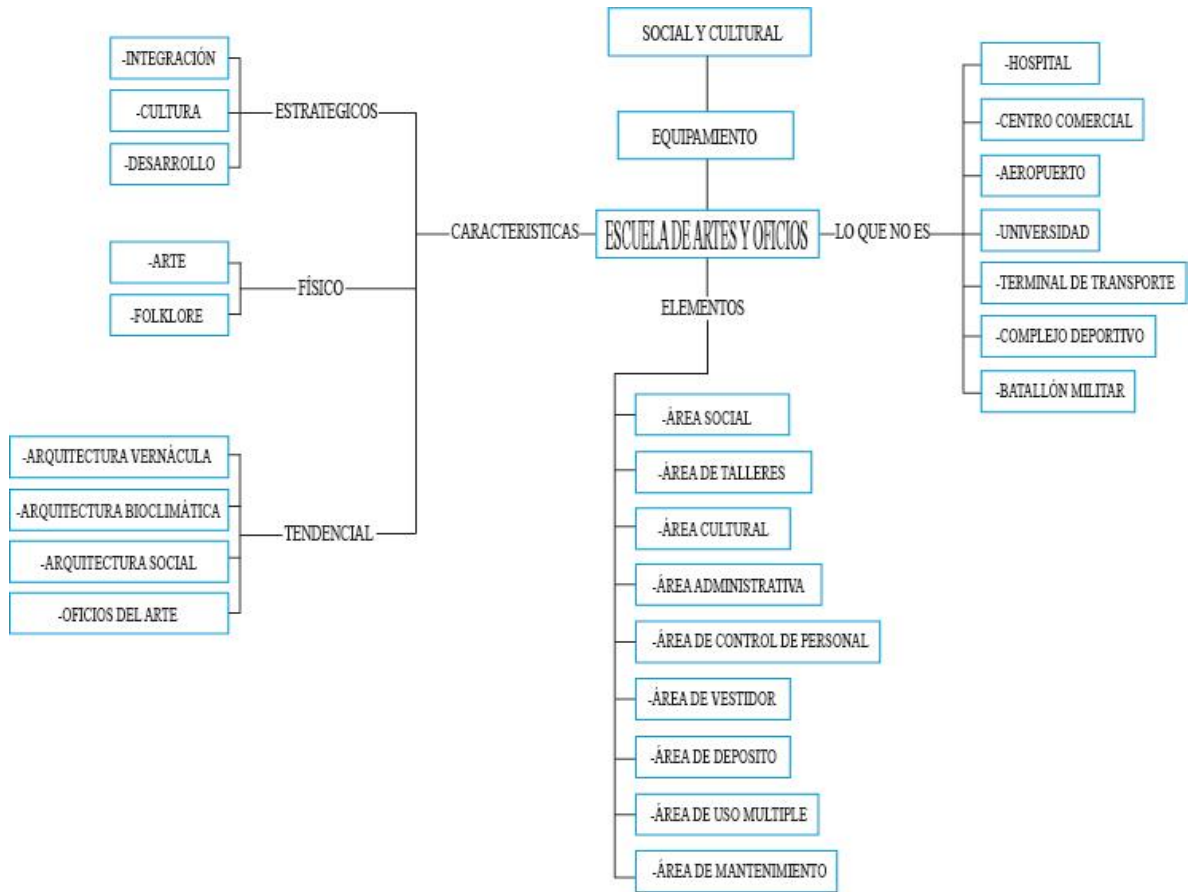 SOCIAL Y CULTURAL
EQUIPAMIENTO
ESCUELA DE ARTES Y OFICIOS
CARACTERISTICAS
ESTRATEGICOS
-INTEGRACIÓN
-CULTURA
-DESARROLLO
FÍSICO
-ARTE
-FOLKLORE
TENDENCIAL
-ARQUITECTURA VERNÀCULA
-ARQUITECTURA BIOCLIMÀTICA
-ARQUITECTURA SOCIAL
-OFICIOS DEL ARTE
LO QUE NO ES
-HOSPITAL
-CENTRO COMERCIAL
-AEROPUERTO
-UNIVERSIDAD
-TERMINAL DE TRANSPORTE
-COMPLEJO DEPORTIVO
-BATALLÓN MILITAR
ELEMENTOS
-ÀREA SOCIAL
-ÁREA DE TALLERES
-ÁREA CULTURAL
-ÁREA ADMINISTRATIVA
-ÁREA DE CONTROL DE PERSONAL
-ÁREA DE VESTIDOR
-ÁREA DE DEPOSITO
-ÁREA DE USO MULTIPLE
-ÁREA DE MANTENIMIENTO